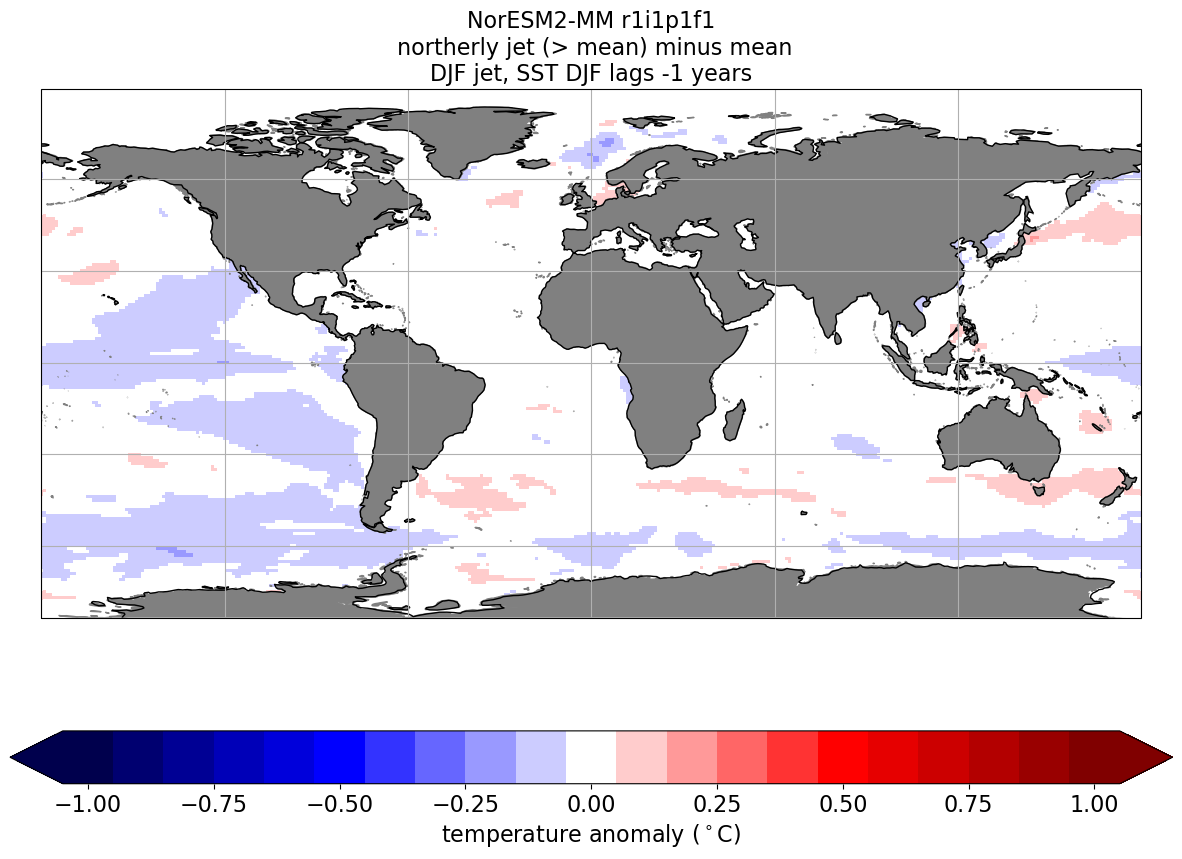 NorESM2-MM r1i1p1f1
northerly jet (> mean) minus mean
DJF jet, SST DJF lags -1 years
−1.00 −0.75 −0.50 −0.25 0.00 0.25 0.50 0.75 1.00
temperature anomaly (°C)